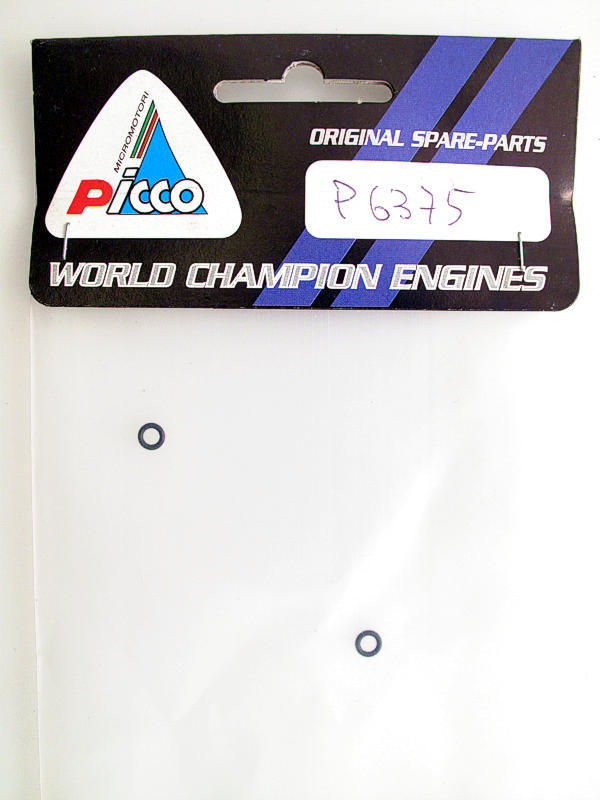 MICROMOTORI
Picco
ORIGINAL SPARE-PARTS
P6375
WORLD CHAMPION ENGINES